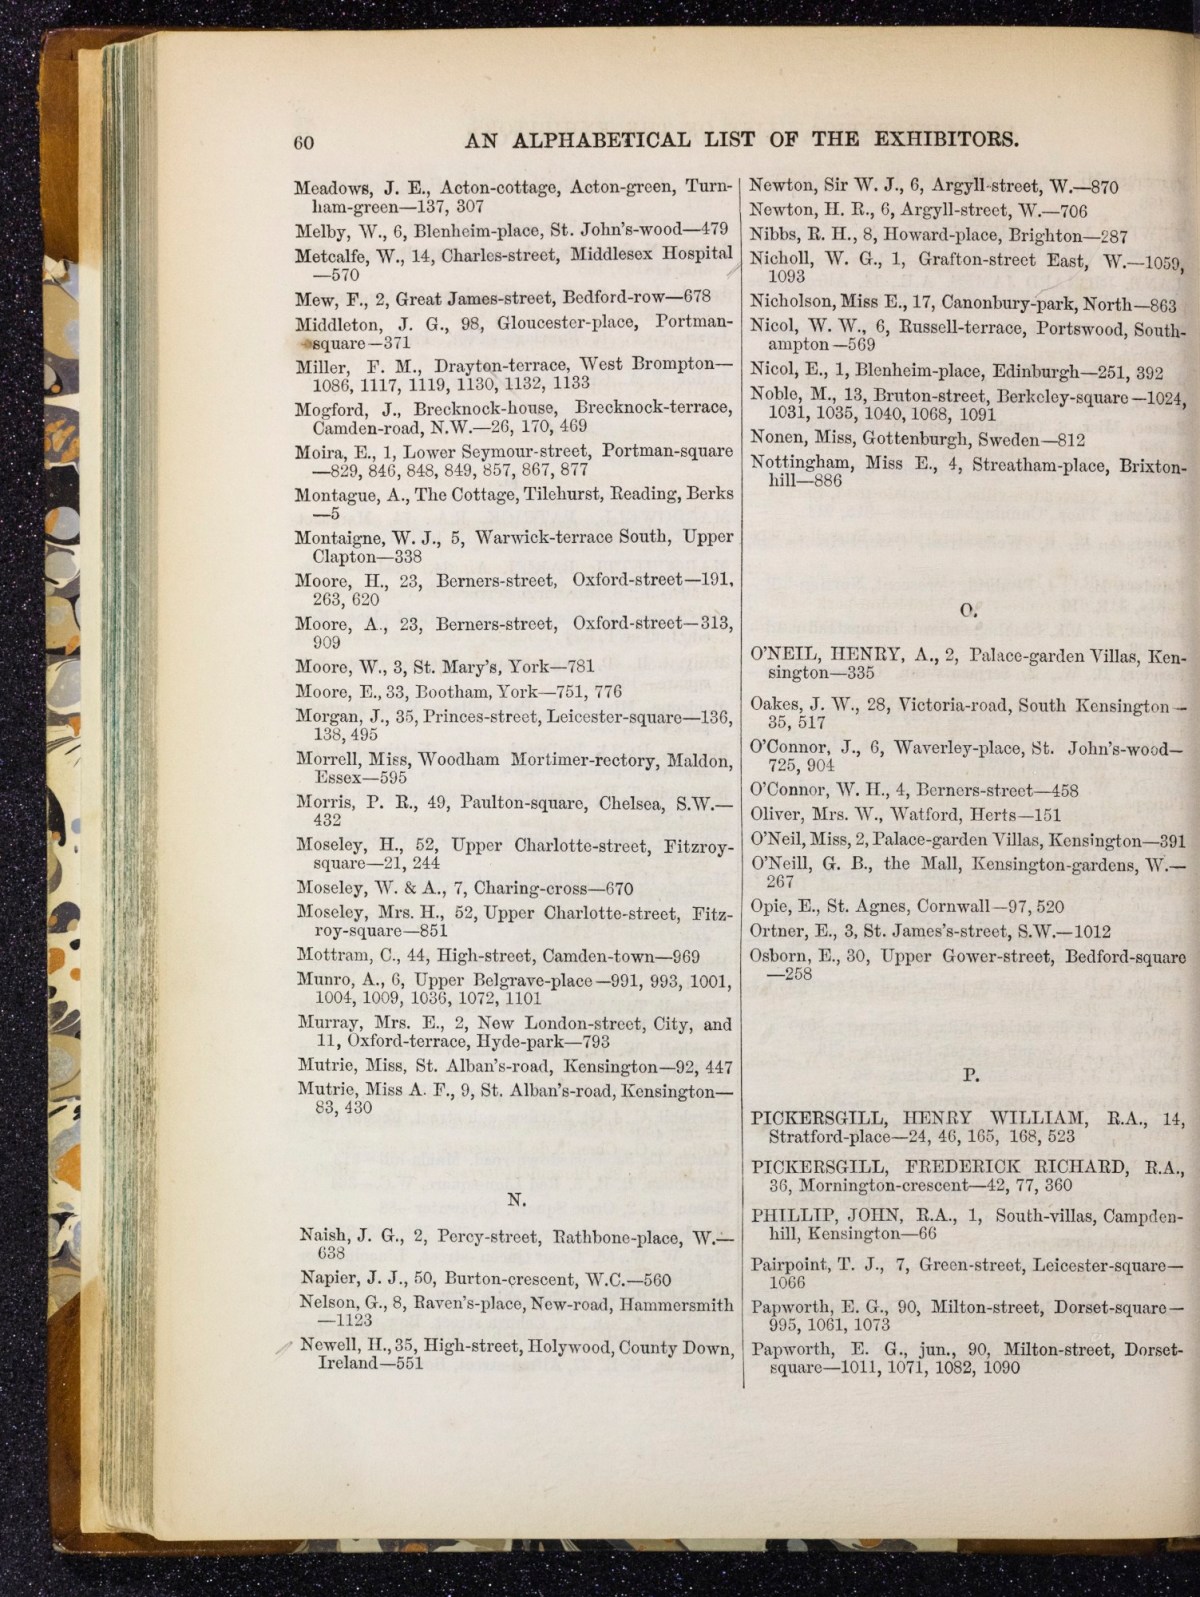 60
AN ALPHABETICAL LIST OF THE EXHIBITORS.
Meadows, J. E., Acton-cottage, Acton-green, Turn-
ham-green—137, 307
Melby, W., 6, Blenheim-place, St. John's-wood—479
Metcalfe, W., 14, Charles-street, Middlesex Hospital
—570
Mew, F., 2, Great James-street, Bedford-row—678
Middleton, J. G., 98, Gloucester-place, Portman-
square—371
Miller, F. M., Drayton-terrace, West Brompton—
1086, 1117, 1119, 1130, 1132, 1133
Mogford, J., Brecknock-house, Brecknock-terrace,
Camden-road, N.W.—26, 170, 469
Moira, E., 1, Lower Seymour-street, Portman-square
—829, 846, 848, 849, 857, 867, 877
Montague, A., The Cottage, Tilehurst, Reading, Berks
—5
Montaigne, W. J., 5, Warwick-terrace South, Upper
Clapton—338
Moore, H., 23, Berners-street, Oxford-street—191,
263, 620
Moore, A., 23, Berners-street, Oxford-street—313,
909
Moore, W., 3, St. Mary's, York—781
Moore, E., 33, Bootham, York—751, 776
Morgan, J., 35, Princes-street, Leicester-square—136,
138, 495
Morrell, Miss, Woodham Mortimer-rectory, Maldon,
Essex—595
Morris, P. R., 49, Paulton-square, Chelsea, S.W.—
432
Moseley, H., 52, Upper Charlotte-street, Fitzroy-
square—21, 244
Moseley, W. & A., 7, Charing-cross—670
Moseley, Mrs. H., 52, Upper Charlotte-street, Fitz-
roy-square—851
Mottram, C., 44, High-street, Camden-town—969
Munro, A., 6, Upper Belgrave-place—991, 993, 1001,
1004, 1009, 1036, 1072, 1101
Murray, Mrs. E., 2, New London-street, City, and
11, Oxford-terrace, Hyde-park—793
Mutrie, Miss, St. Alban's-road, Kensington—92, 447
Mutrie, Miss A. F., 9, St. Alban's-road, Kensington—
83, 430
N.
Naish, J. G., 2, Percy-street, Rathbone-place, W.—
638
Napier, J. J., 50, Burton-crescent, W.C.—560
Nelson, G., 8, Raven's-place, New-road, Hammersmith
—1123
Newell, H., 35, High-street, Holywood, County Down,
Ireland—551
Newton, Sir W. J., 6, Argyll-street, W.—870
Newton, H. R., 6, Argyll-street, W.—706
Nibbs, R. H., 8, Howard-place, Brighton—287
Nicholl, W. G., 1, Grafton-street East, W.—1059,
1093
Nicholson, Miss E., 17, Canonbury-park, North—863
Nicol, W. W., 6, Russell-terrace, Portswood, South-
ampton—569
Nicol, E., 1, Blenheim-place, Edinburgh—251, 392
Noble, M., 13, Bruton-street, Berkeley-square—1024,
1031, 1035, 1040, 1068, 1091
Nonen, Miss, Gottenburgh, Sweden—812
Nottingham, Miss E., 4, Streatham-place, Brixton-
hill—886
O.
O'NEIL, HENRY, A., 2, Palace-garden Villas, Ken-
sington—335
Oakes, J. W., 28, Victoria-road, South Kensington—
35, 517
O'Connor, J., 6, Waverley-place, St. John's-wood—
725, 904
O'Connor, W. H., 4, Berners-street—458
Oliver, Mrs. W., Watford, Herts—151
O'Neil, Miss, 2, Palace-garden Villas, Kensington—391
O'Neill, G. B., the Mall, Kensington-gardens, W.—
267
Opie, E., St. Agnes, Cornwall—97, 520
Ortner, E., 3, St. James's-street, S.W.—1012
Osborn, E., 30, Upper Gower-street, Bedford-square
—258
P.
PICKERSGILL, HENRY WILLIAM, R.A., 14,
Stratford-place—24, 46, 165, 168, 523
PICKERSGILL, FREDERICK RICHARD, R.A.,
36, Mornington-crescent—42, 77, 360
PHILLIP, JOHN, R.A., 1, South-villas, Campden-
hill, Kensington—66
Pairpoint, T. J., 7, Green-street, Leicester-square—
1066
Papworth, E. G., 90, Milton-street, Dorset-square—
995, 1061, 1073
Papworth, E. G., jun., 90, Milton-street, Dorset-
square—1011, 1071, 1082, 1090